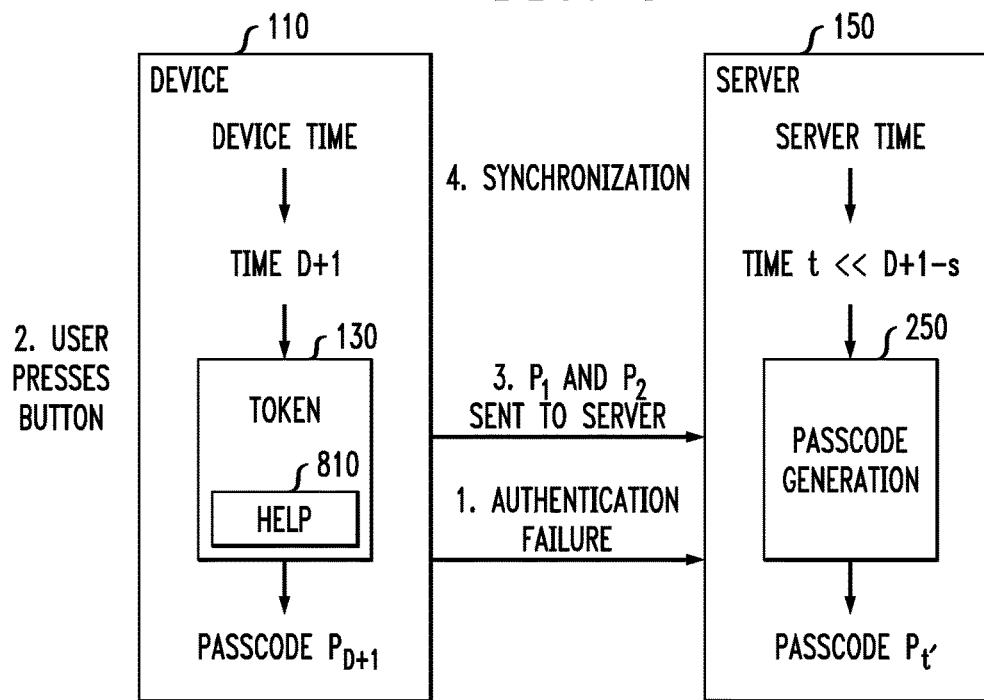 110
150
DEVICE
SERVER
DEVICE TIME
SERVER TIME
4. SYNCHRONIZATION
TIME D+1
TIME t << D+1-s
130
250
2. USER
PRESSES
BUTTON
TOKEN
3. P1 AND P2
SENT TO SERVER
PASSCODE
GENERATION
810
HELP
1. AUTHENTICATION
FAILURE
PASSCODE PD+1
PASSCODE Pt'